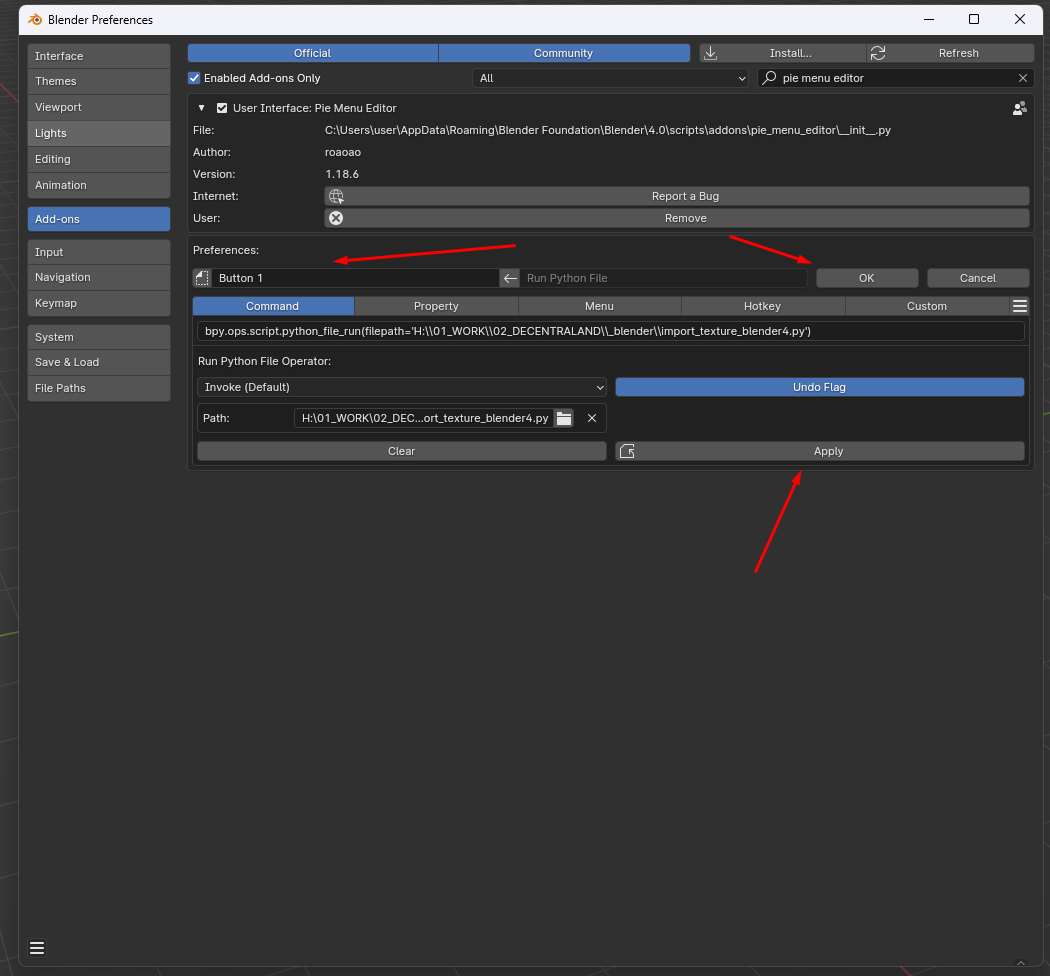 Blender Preferences
Interface
Themes
Viewport
Lights
Editing
Animation
Add-ons
Input
Navigation
Keymap
System
Save & Load
File Paths
Official Community Install... Refresh
Enabled Add-ons Only All pie menu editor
User Interface: Pie Menu Editor
File: C:\Users\user\AppData\Roaming\Blender Foundation\Blender\4.0\scripts\addons\pie_menu_editor\__init__.py
Author: roaoao
Version: 1.18.6
Internet: Report a Bug
User: Remove
Preferences:
Button 1 Run Python File OK Cancel
Command Property Menu Hotkey Custom
bpy.ops.script.python_file_run(filepath='H:\\01_WORK\\02_DECENTRALAND\\_blender\\import_texture_blender4.py')
Run Python File Operator:
Invoke (Default) Undo Flag
Path: H:\01_WORK\02_DEC...ort_texture_blender4.py
Clear Apply